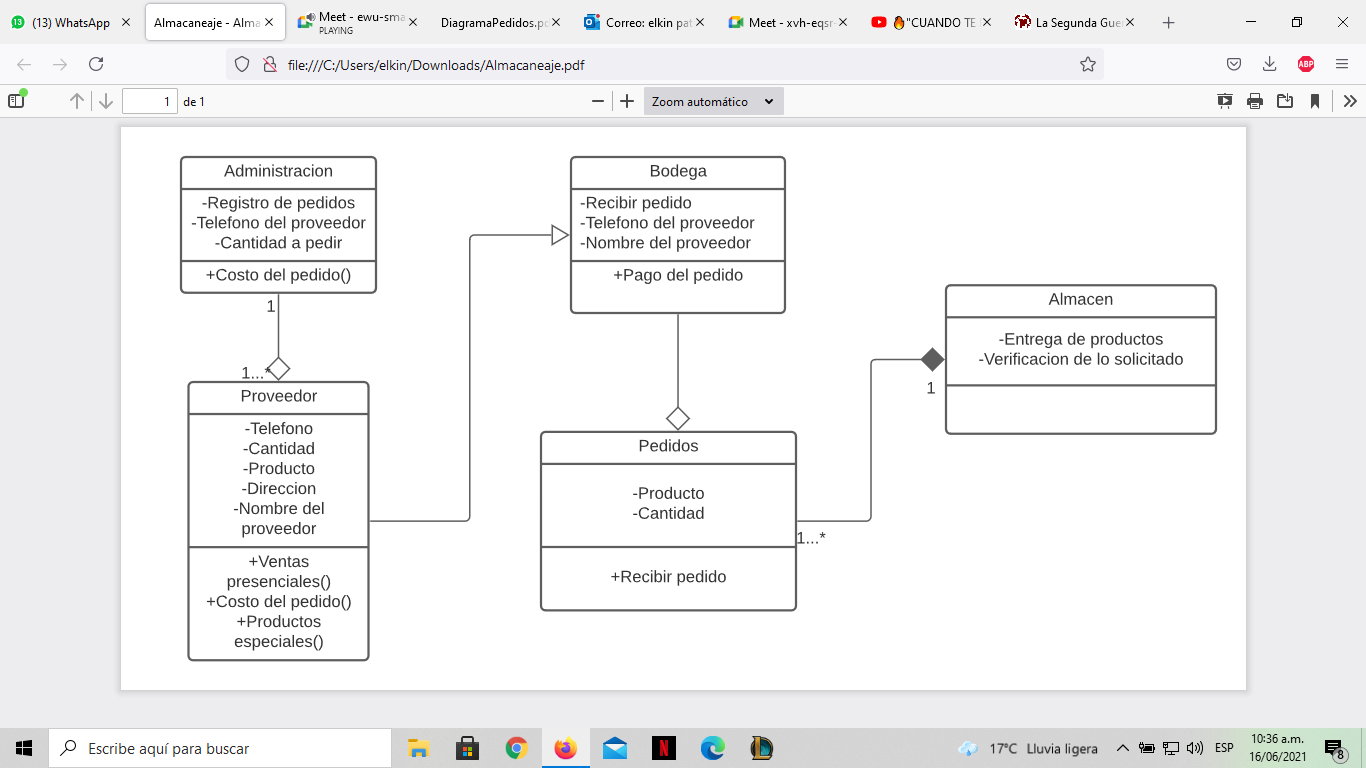 (13) WhatsApp
Almacaneaje - Alma
Meet - ewu-sma
PLAYING
DiagramaPedidos.pd
Correo: elkin pat
Meet - xvh-eqsr-
"CUANDO TE
La Segunda Gue
file:///C:/Users/elkin/Downloads/Almacaneaje.pdf
ABP
1 de 1
Zoom automático
Administracion
-Registro de pedidos
-Telefono del proveedor
-Cantidad a pedir
+Costo del pedido()
1
1...*
Proveedor
-Telefono
-Cantidad
-Producto
-Direccion
-Nombre del
proveedor
+Ventas
presenciales()
+Costo del pedido()
+Productos
especiales()
Bodega
-Recibir pedido
-Telefono del proveedor
-Nombre del proveedor
+Pago del pedido
Pedidos
-Producto
-Cantidad
+Recibir pedido
1...*
Almacen
-Entrega de productos
-Verificacion de lo solicitado
1
Escribe aquí para buscar
17°C Lluvia ligera
ESP
10:36 a.m.
16/06/2021
8